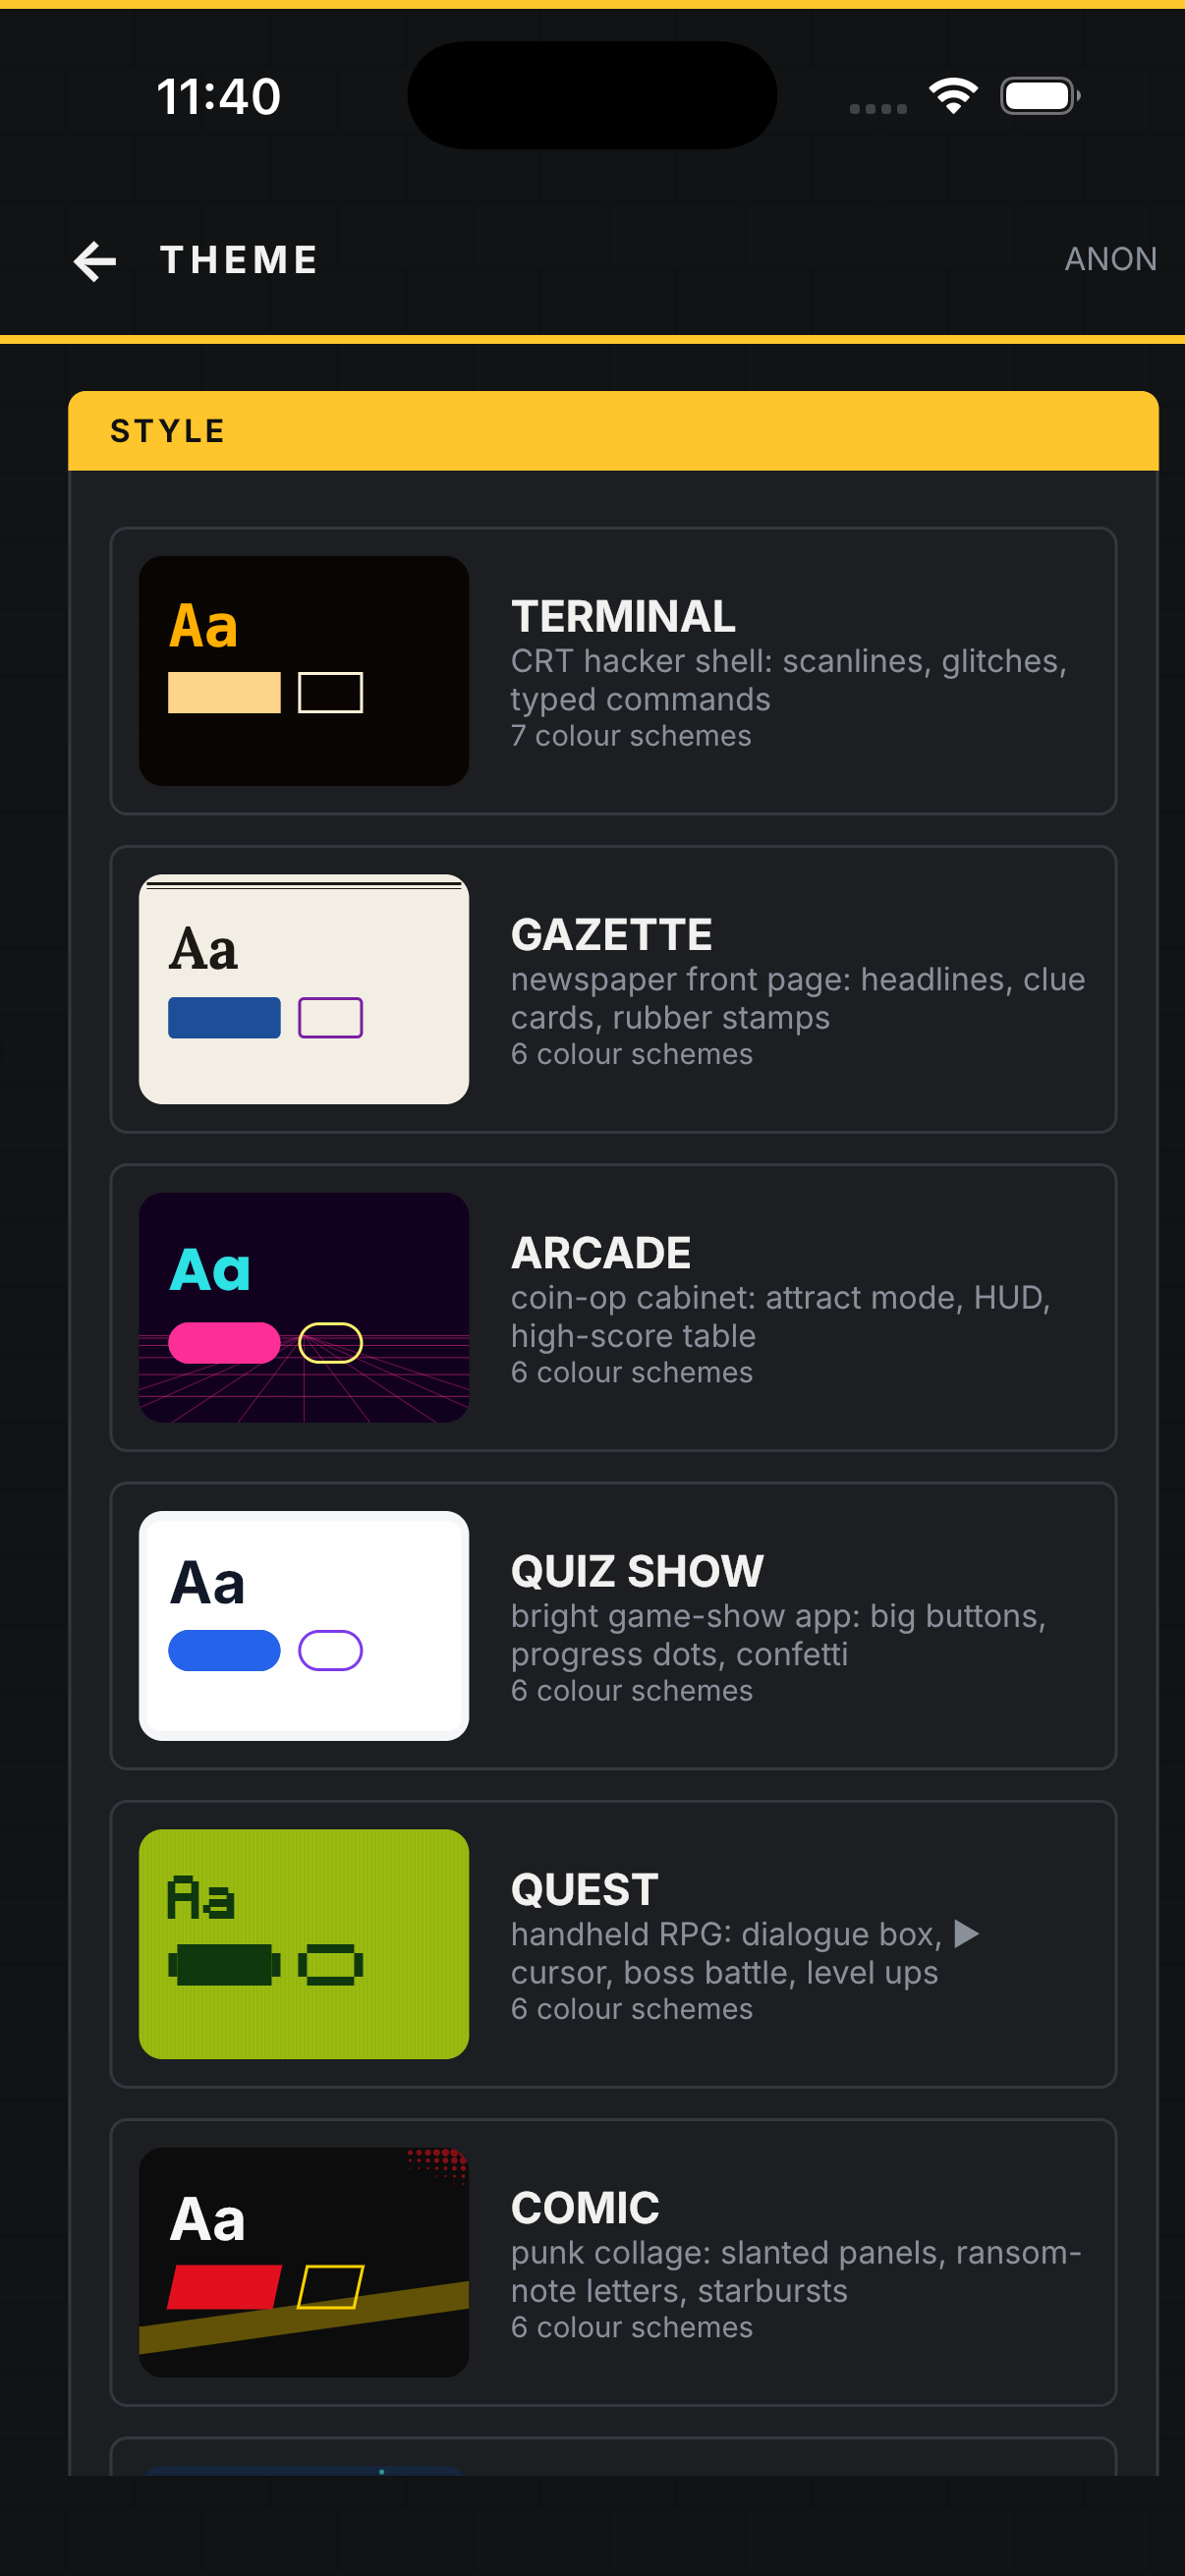 11:40
THEME
ANON
STYLE
Aa
TERMINAL
CRT hacker shell: scanlines, glitches,
typed commands
7 colour schemes
Aa
GAZETTE
newspaper front page: headlines, clue
cards, rubber stamps
6 colour schemes
Aa
ARCADE
coin-op cabinet: attract mode, HUD,
high-score table
6 colour schemes
Aa
QUIZ SHOW
bright game-show app: big buttons,
progress dots, confetti
6 colour schemes
Aa
QUEST
handheld RPG: dialogue box, ▶
cursor, boss battle, level ups
6 colour schemes
Aa
COMIC
punk collage: slanted panels, ransom-
note letters, starbursts
6 colour schemes